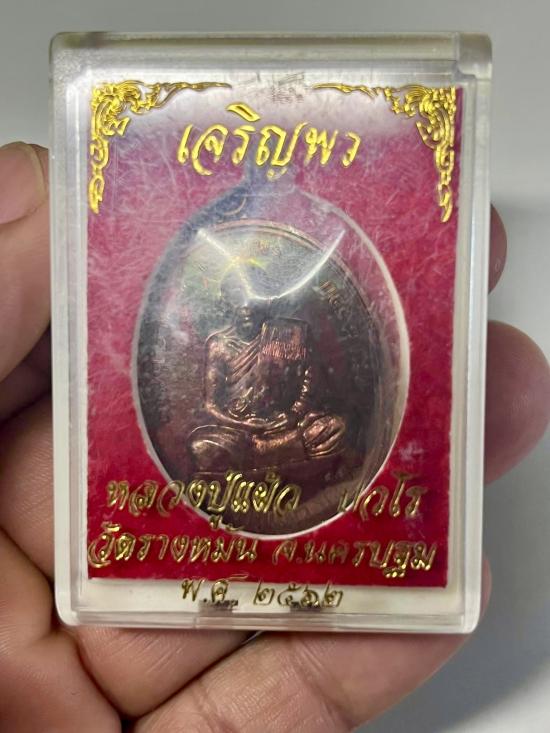 เจริญพร
หลวงปู่แผ้ว ปวโร
วัดรางหมัน จ.นครปฐม
พ.ศ. ๒๕๖๒